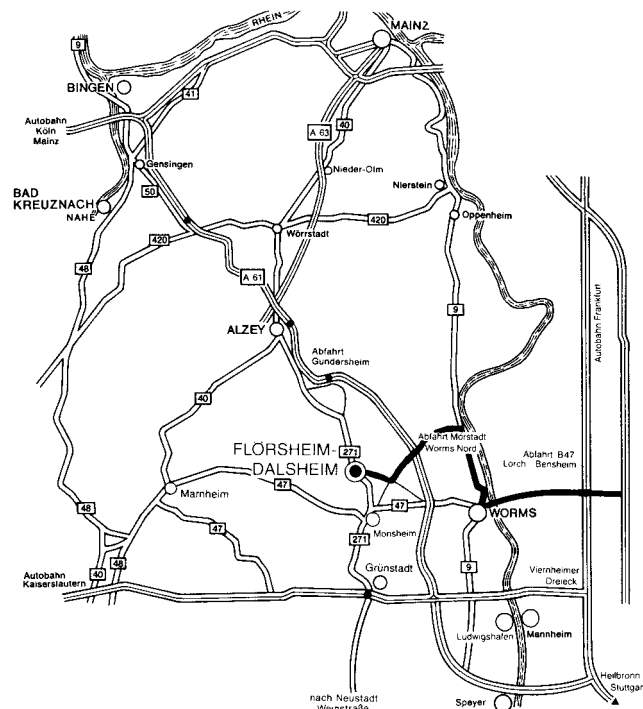 RHEIN
MAINZ
9
BINGEN
41
Autobahn
Köln
Mainz
A 63
40
Gensingen
Nieder-Olm
Nierstein
50
BAD
KREUZNACH
NAHE
Oppenheim
420
Wörrstadt
420
48
A 61
9
Autobahn Frankfurt
ALZEY
Abfahrt
Gundersheim
40
Abfahrt Mörstadt
Worms Nord
271
FLÖRSHEIM-
DALSHEIM
Abfahrt B47
Lorch Bensheim
47
Marnheim
47
WORMS
48
47
Monsheim
271
9
48
40
Autobahn
Kaiserslautern
Grünstadt
Viernheimer
Dreieck
Ludwigshafen
Mannheim
Heilbronn
Stuttgar
nach Neustadt
Weinstraße
Speyer